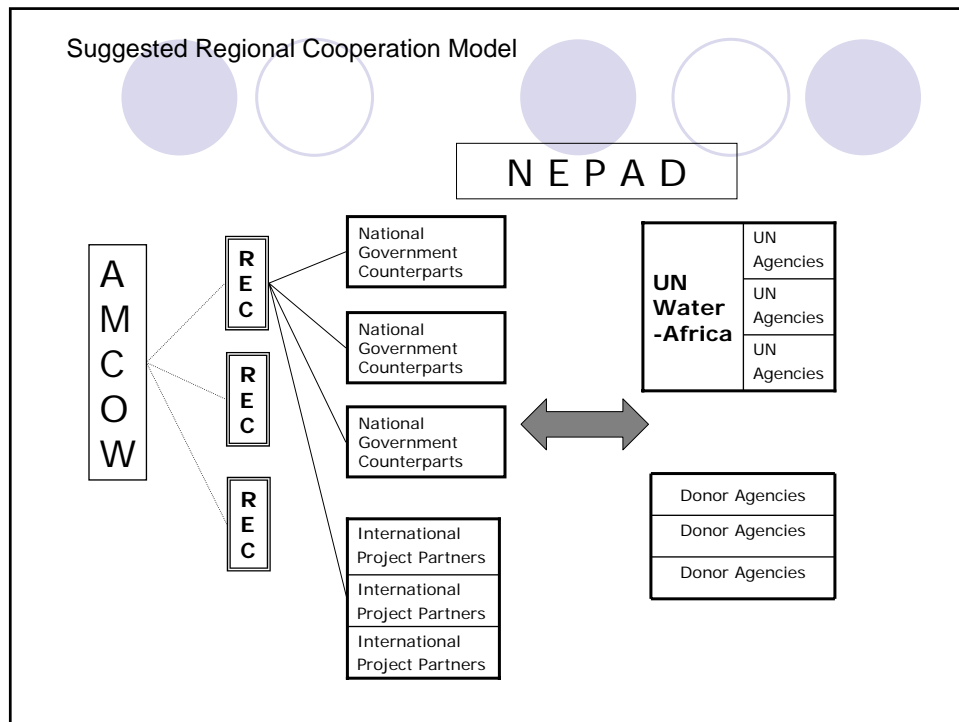 Suggested Regional Cooperation Model
N E P A D
A
M
C
O
W
R
E
C
R
E
C
R
E
C
National
Government
Counterparts
National
Government
Counterparts
National
Government
Counterparts
International
Project Partners
International
Project Partners
International
Project Partners
UN
Water
-Africa
UN
Agencies
UN
Agencies
UN
Agencies
Donor Agencies
Donor Agencies
Donor Agencies